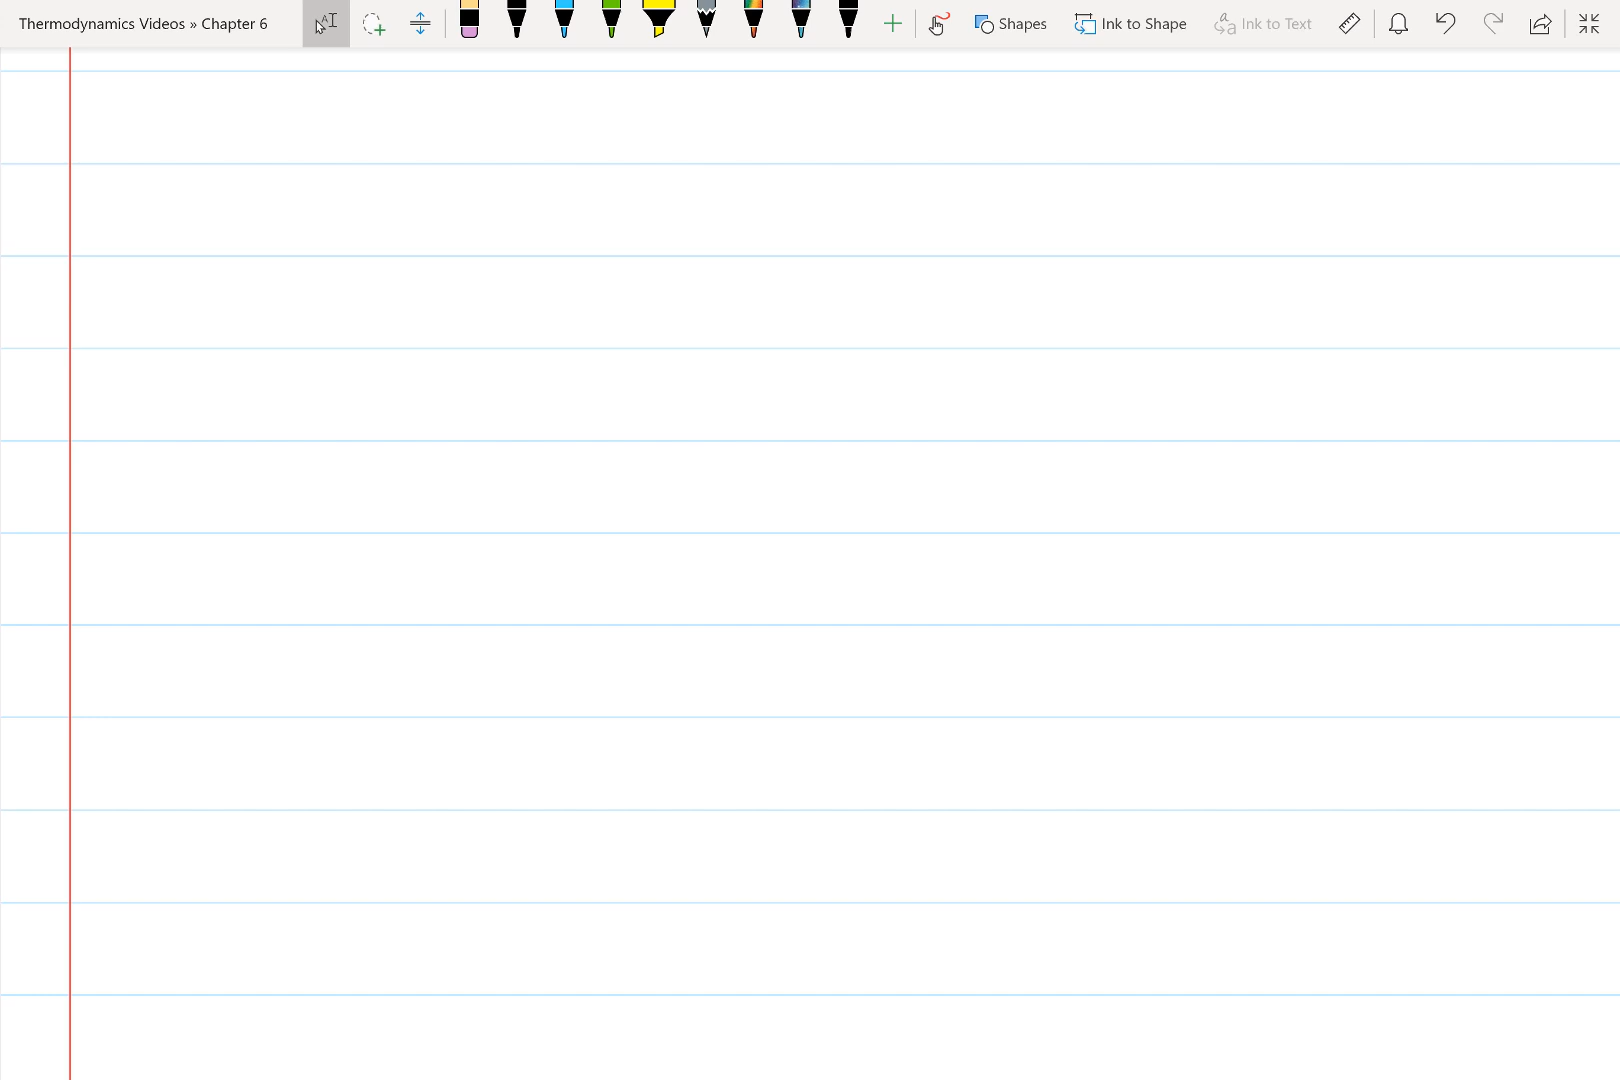 Thermodynamics Videos » Chapter 6
Shapes
Ink to Shape
Ink to Text